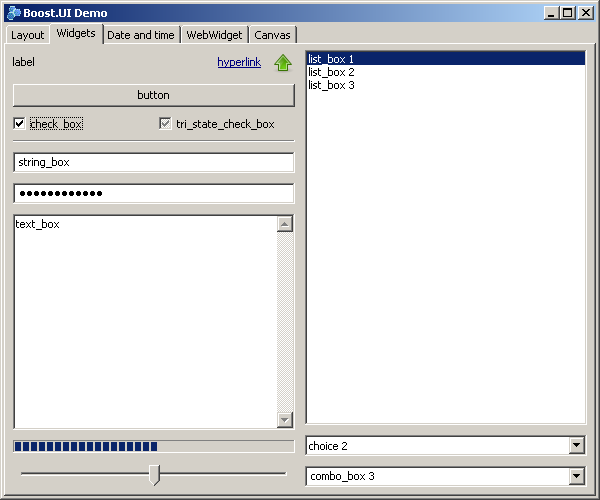 Boost.UI Demo
Layout Widgets Date and time WebWidget Canvas
label hyperlink
button
check_box tri_state_check_box
string_box
●●●●●●●●●●●●
text_box
list_box 1
list_box 2
list_box 3
choice 2
combo_box 3